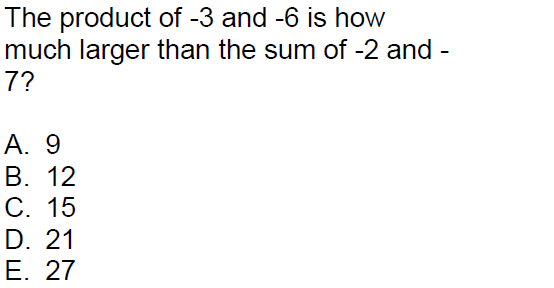 The product of -3 and -6 is how
much larger than the sum of -2 and -
7?
A. 9
B. 12
C. 15
D. 21
E. 27